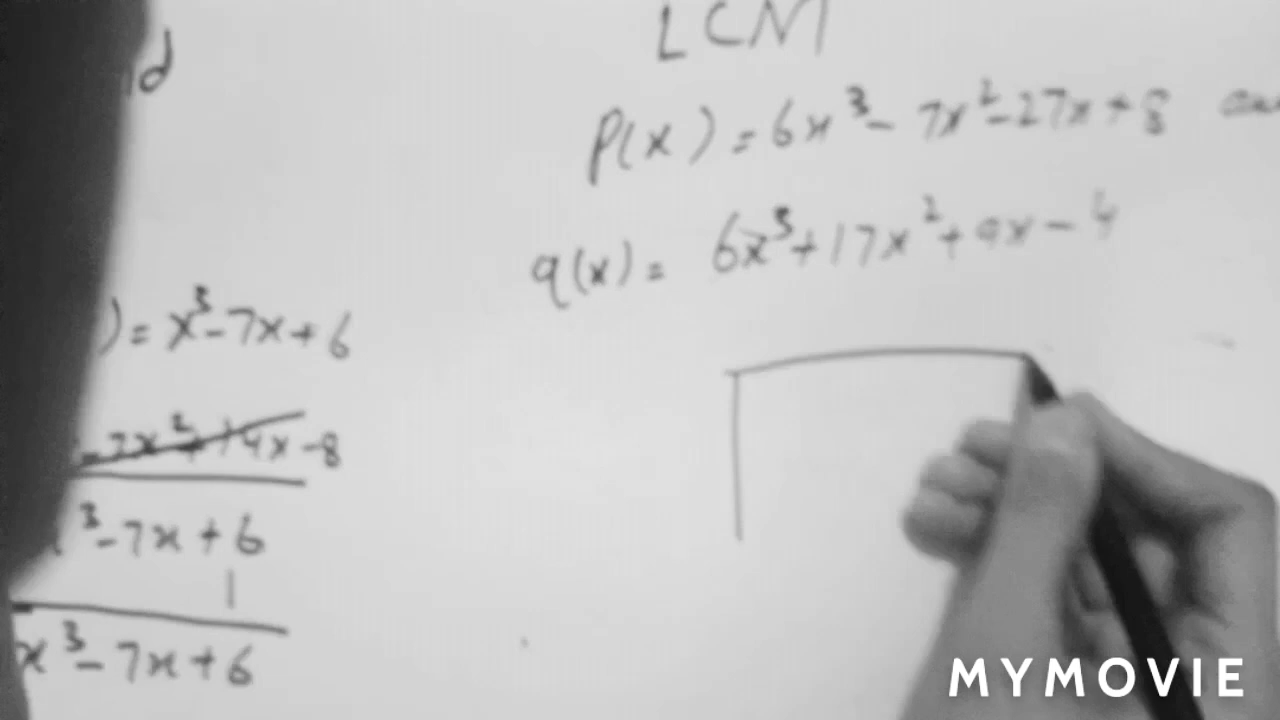 LCM
P(x) = 6x³ - 7x² - 27x + 8
q(x) = 6x³ + 17x² + 9x - 4
) = x³ - 7x + 6
- 7x² + 14x - 8
x³ - 7x + 6
1
x³ - 7x + 6
MYMOVIE